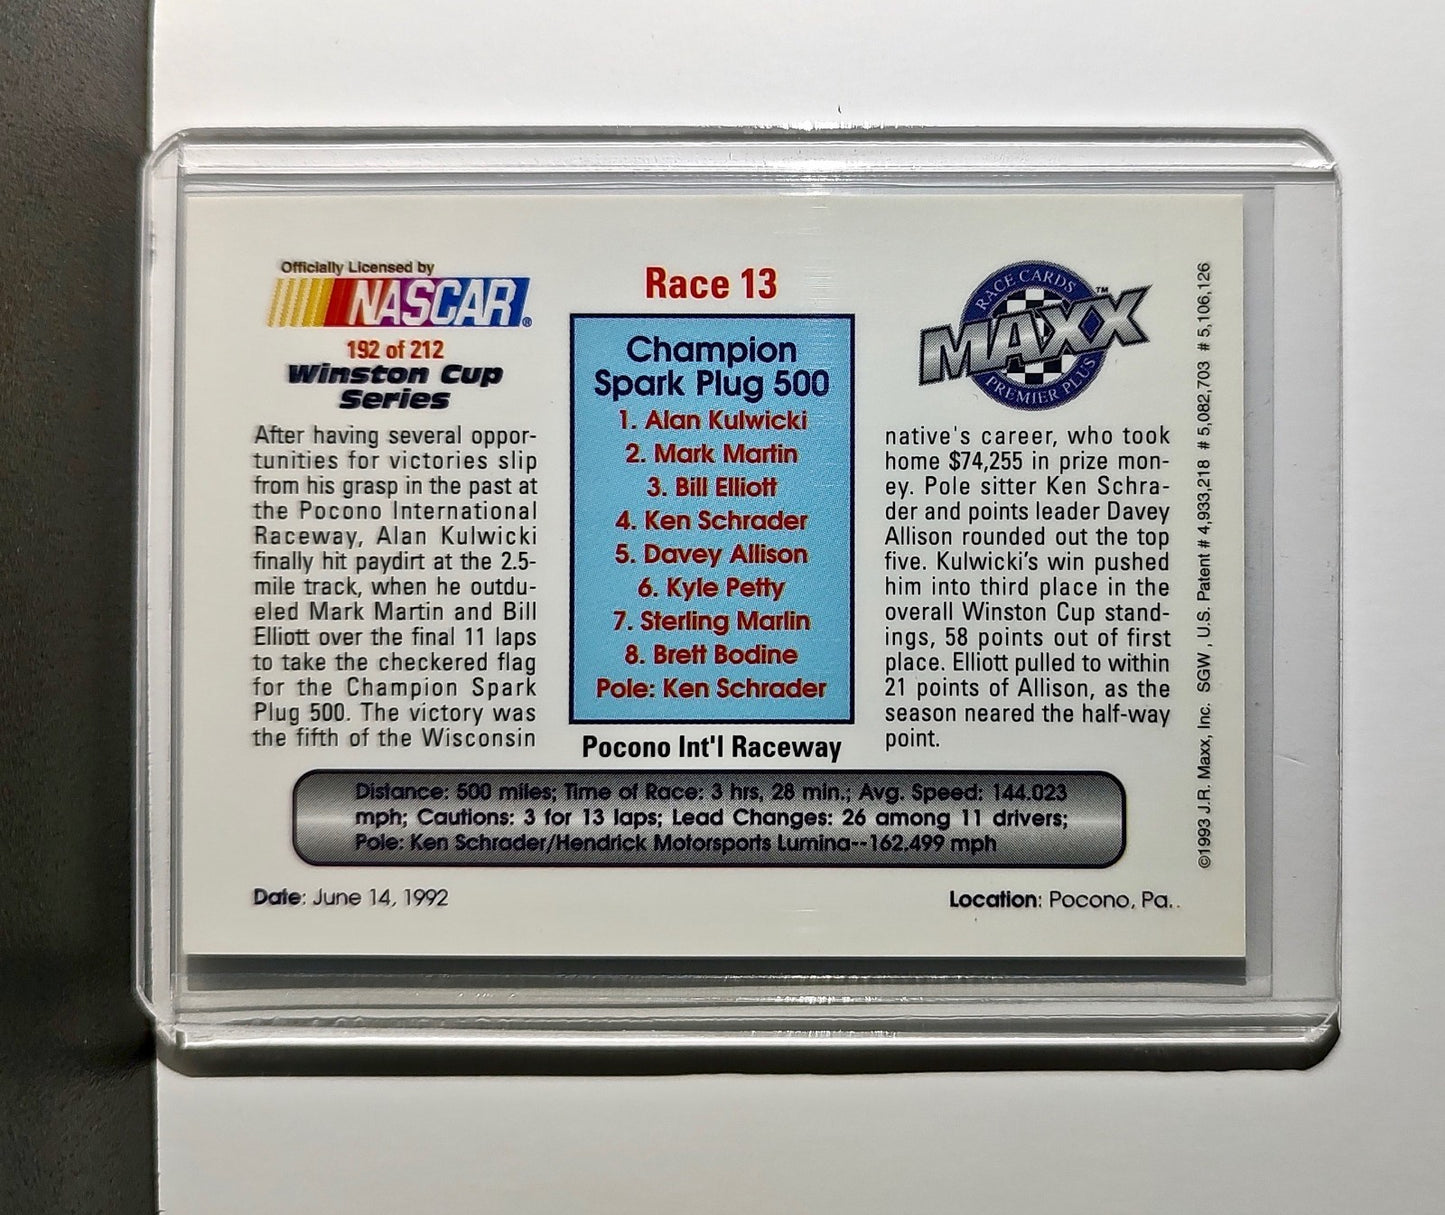 Officially Licensed by
NASCAR®
192 of 212
Winston Cup
Series
After having several oppor-
tunities for victories slip
from his grasp in the past at
the Pocono International
Raceway, Alan Kulwicki
finally hit paydirt at the 2.5-
mile track, when he outdu-
eled Mark Martin and Bill
Elliott over the final 11 laps
to take the checkered flag
for the Champion Spark
Plug 500. The victory was
the fifth of the Wisconsin
Race 13
Champion
Spark Plug 500
1. Alan Kulwicki
2. Mark Martin
3. Bill Elliott
4. Ken Schrader
5. Davey Allison
6. Kyle Petty
7. Sterling Marlin
8. Brett Bodine
Pole: Ken Schrader
Pocono Int'l Raceway
RACE CARDS
MAXX™
PREMIER PLUS
native's career, who took
home $74,255 in prize mon-
ey. Pole sitter Ken Schra-
der and points leader Davey
Allison rounded out the top
five. Kulwicki's win pushed
him into third place in the
overall Winston Cup stand-
ings, 58 points out of first
place. Elliott pulled to within
21 points of Allison, as the
season neared the half-way
point.
Distance: 500 miles; Time of Race: 3 hrs, 28 min.; Avg. Speed: 144.023
mph; Cautions: 3 for 13 laps; Lead Changes: 26 among 11 drivers;
Pole: Ken Schrader/Hendrick Motorsports Lumina--162.499 mph
Date: June 14, 1992
Location: Pocono, Pa..
©1993 J.R. Maxx, Inc. SGW , U.S. Patent # 4,933,218 # 5,082,703 # 5,106,126